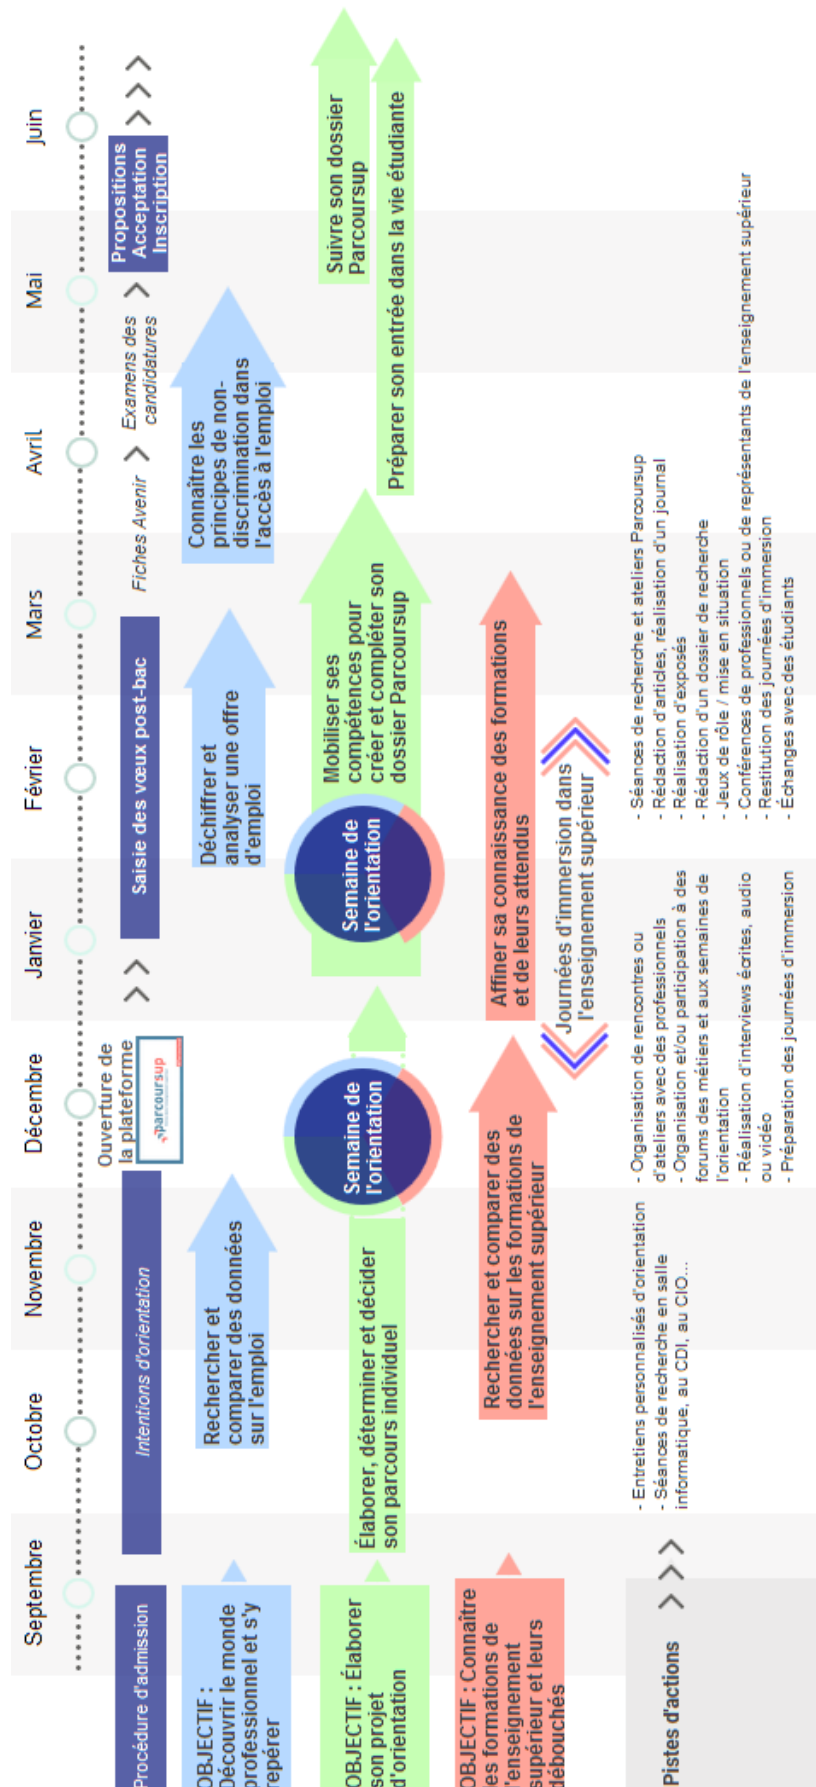 Septembre
Octobre
Novembre
Décembre
Janvier
Février
Mars
Avril
Mai
Juin
Procédure d'admission
Intentions d'orientation
Ouverture de
la plateforme
parcoursup
Saisie des vœux post-bac
Fiches Avenir
Examens des
candidatures
Propositions
Acceptation
Inscription
OBJECTIF :
Découvrir le monde
professionnel et s'y
repérer
Rechercher et
comparer des données
sur l'emploi
Déchiffrer et
analyser une offre
d'emploi
Connaître les
principes de non-
discrimination dans
l'accès à l'emploi
OBJECTIF : Élaborer
son projet
d'orientation
Élaborer, déterminer et décider
son parcours individuel
Semaine de
l'orientation
Semaine de
l'orientation
Mobiliser ses
compétences pour
créer et compléter son
dossier Parcoursup
Suivre son dossier
Parcoursup
Préparer son entrée dans la vie étudiante
OBJECTIF : Connaître
les formations de
l'enseignement
supérieur et leurs
débouchés
Rechercher et comparer des
données sur les formations de
l'enseignement supérieur
Affiner sa connaissance des formations
et de leurs attendus
Journées d'immersion dans
l'enseignement supérieur
Pistes d'actions
- Entretiens personnalisés d'orientation
- Séances de recherche en salle
informatique, au CDI, au CIO...
- Organisation de rencontres ou
d'ateliers avec des professionnels
- Organisation et/ou participation à des
forums des métiers et aux semaines de
l'orientation
- Réalisation d'interviews écrites, audio
ou vidéo
- Préparation des journées d'immersion
- Séances de recherche et ateliers Parcoursup
- Rédaction d'articles, réalisation d'un journal
- Réalisation d'exposés
- Rédaction d'un dossier de recherche
- Jeux de rôle / mise en situation
- Conférences de professionnels ou de représentants de l'enseignement supérieur
- Restitution des journées d'immersion
- Échanges avec des étudiants